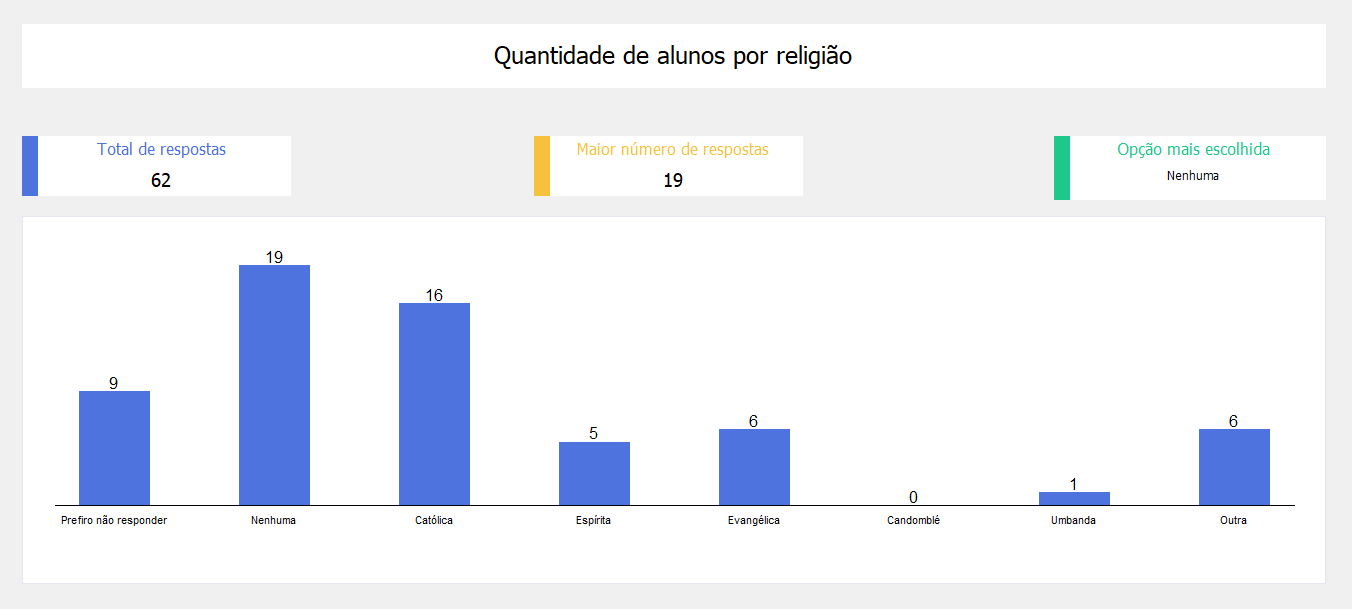 Quantidade de alunos por religião
Total de respostas
62
Maior número de respostas
19
Opção mais escolhida
Nenhuma
9
19
16
5
6
0
1
6
Prefiro não responder
Nenhuma
Católica
Espírita
Evangélica
Candomblé
Umbanda
Outra